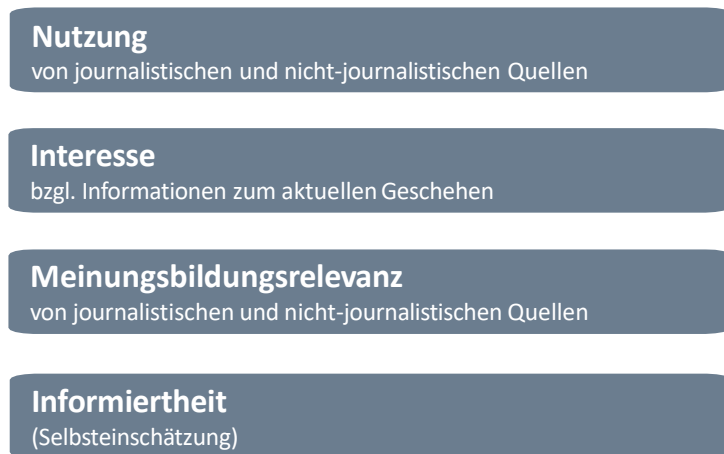 Nutzung
von journalistischen und nicht-journalistischen Quellen
Interesse
bzgl. Informationen zum aktuellen Geschehen
Meinungsbildungsrelevanz
von journalistischen und nicht-journalistischen Quellen
Informiertheit
(Selbsteinschätzung)